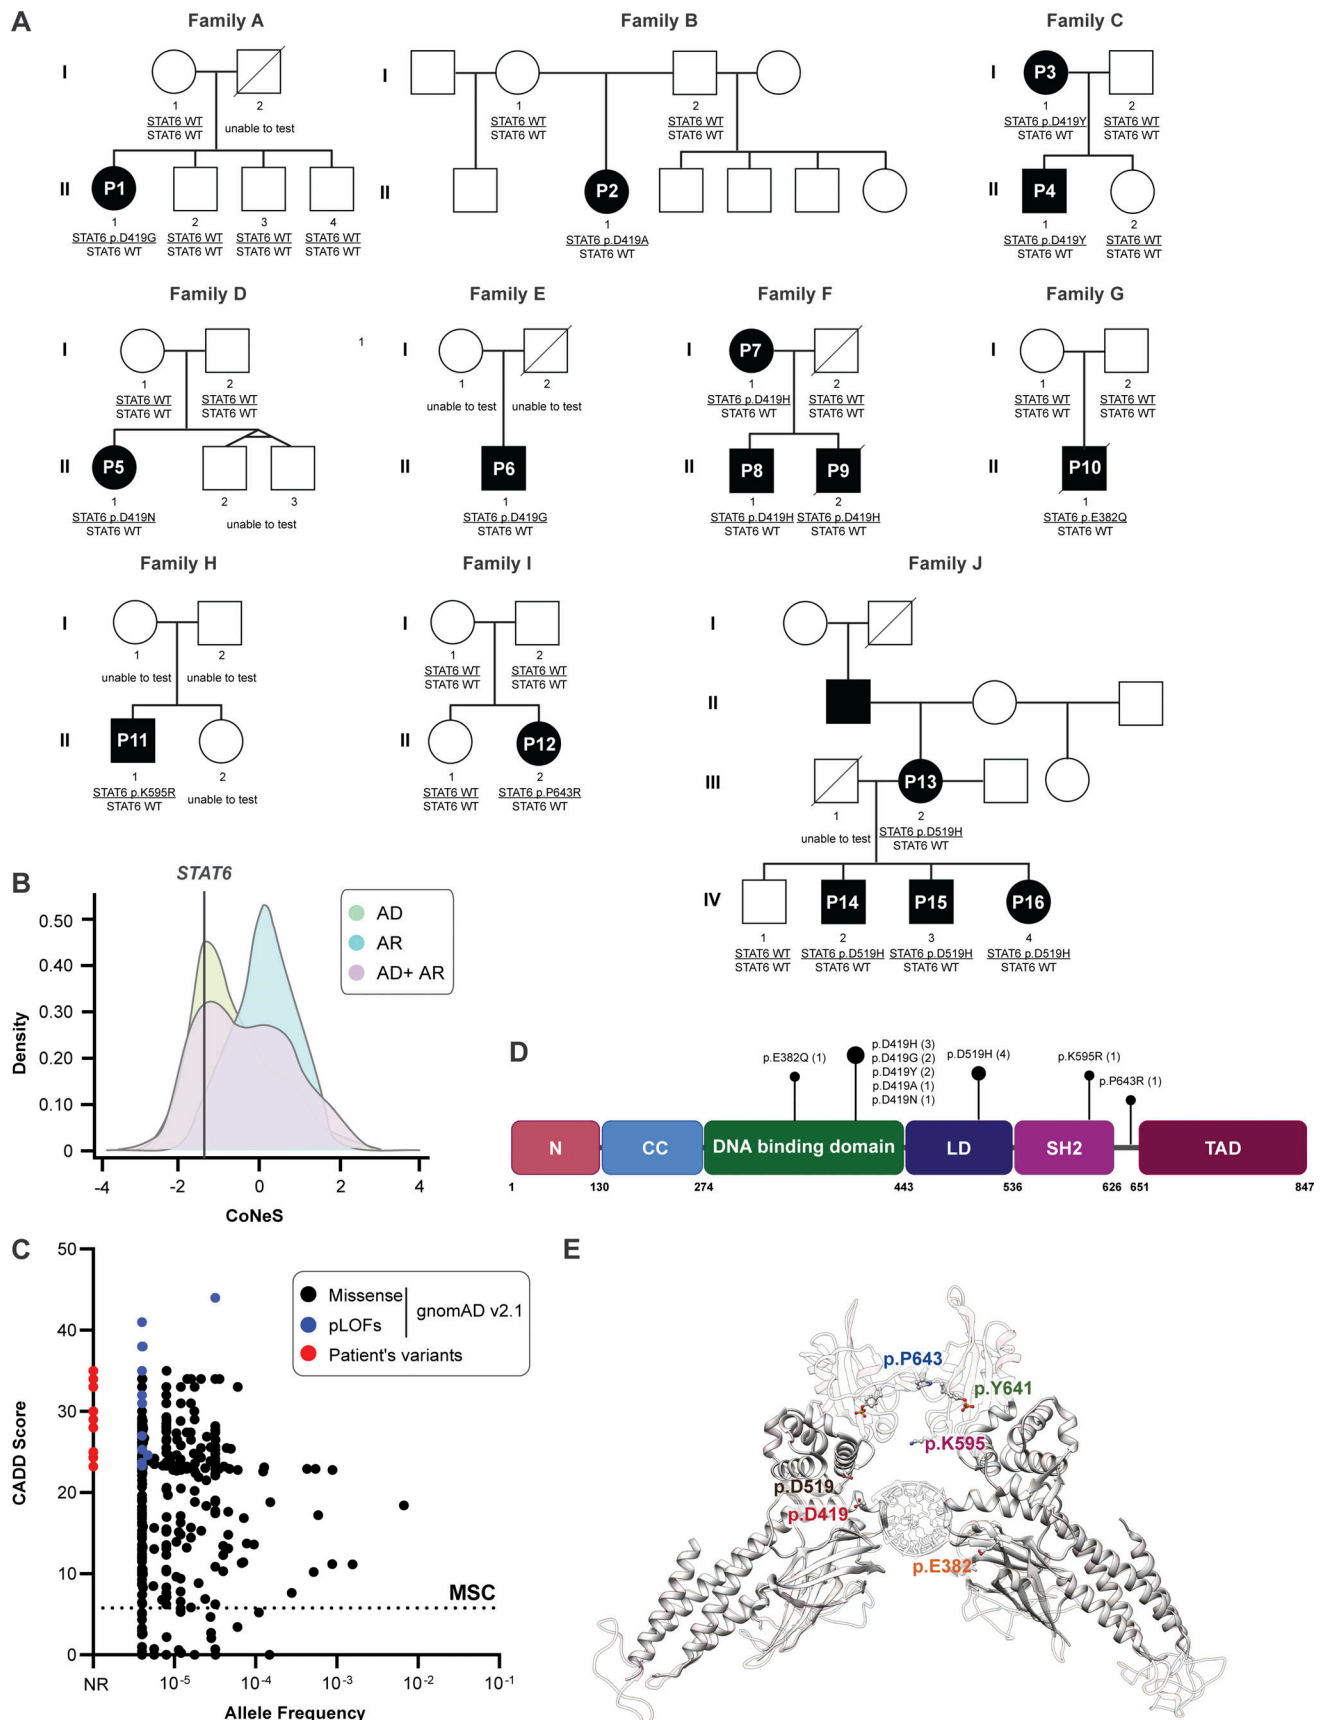 A
Family A
Family B
Family C
I
1
2
STAT6 WT
STAT6 WT
unable to test
I
1
2
STAT6 WT
STAT6 WT
STAT6 WT
STAT6 WT
I
P3
1
2
STAT6 p.D419Y
STAT6 WT
STAT6 WT
STAT6 WT
II
P1
1
2
3
4
STAT6 p.D419G
STAT6 WT
STAT6 WT
STAT6 WT
STAT6 WT
STAT6 WT
STAT6 WT
STAT6 WT
II
P2
1
STAT6 p.D419A
STAT6 WT
II
P4
1
2
STAT6 p.D419Y
STAT6 WT
STAT6 WT
STAT6 WT
Family D
Family E
Family F
Family G
I
1
2
STAT6 WT
STAT6 WT
STAT6 WT
STAT6 WT
1
I
1
2
unable to test
unable to test
I
P7
1
2
STAT6 p.D419H
STAT6 WT
STAT6 WT
STAT6 WT
I
1
2
STAT6 WT
STAT6 WT
STAT6 WT
STAT6 WT
II
P5
1
2
3
STAT6 p.D419N
STAT6 WT
unable to test
II
P6
1
STAT6 p.D419G
STAT6 WT
II
P8
P9
1
2
STAT6 p.D419H
STAT6 p.D419H
STAT6 WT
STAT6 WT
II
P10
1
STAT6 p.E382Q
STAT6 WT
Family H
Family I
Family J
I
1
2
unable to test
unable to test
I
1
2
STAT6 WT
STAT6 WT
STAT6 WT
STAT6 WT
I
II
II
P11
1
2
STAT6 p.K595R
STAT6 WT
unable to test
II
P12
1
2
STAT6 WT
STAT6 p.P643R
STAT6 WT
STAT6 WT
III
P13
1
2
unable to test
STAT6 p.D519H
STAT6 WT
IV
P14
P15
P16
1
2
3
4
STAT6 WT
STAT6 p.D519H
STAT6 p.D519H
STAT6 p.D519H
STAT6 WT
STAT6 WT
STAT6 WT
STAT6 WT
B
STAT6
AD
AR
AD+ AR
Density
0.50
0.40
0.30
0.20
0.10
0
-4
-2
0
2
4
CoNeS
D
p.E382Q (1)
p.D419H (3)
p.D419G (2)
p.D419Y (2)
p.D419A (1)
p.D419N (1)
p.D519H (4)
p.K595R (1)
p.P643R (1)
N
CC
DNA binding domain
LD
SH2
TAD
1
130
274
443
536
626
651
847
C
CADD Score
50
40
30
20
10
0
Missense
pLOFs
gnomAD v2.1
Patient's variants
MSC
NR
10-5
10-4
10-3
10-2
10-1
Allele Frequency
E
p.P643
p.Y641
p.K595
p.D519
p.D419
p.E382